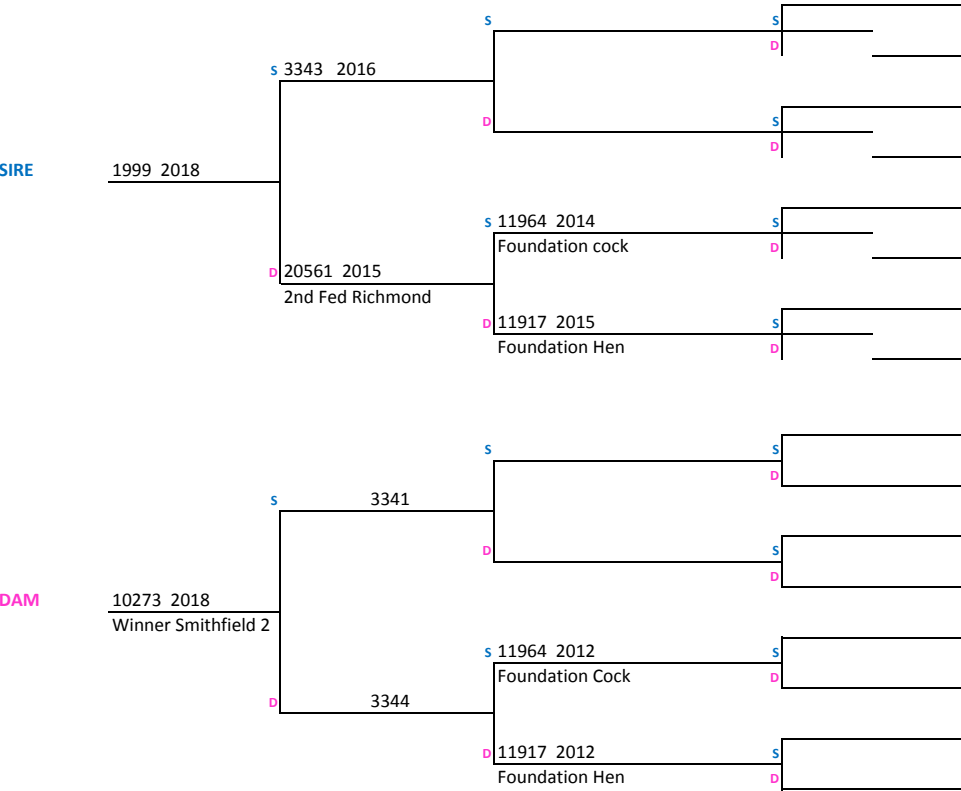 S
S
D
S 3343 2016
D
S
D
SIRE
1999 2018
S 11964 2014
Foundation cock
S
D
D 20561 2015
2nd Fed Richmond
D 11917 2015
Foundation Hen
S
D
S
S
D
S
3341
D
S
D
DAM
10273 2018
Winner Smithfield 2
S 11964 2012
Foundation Cock
S
D
D
3344
D 11917 2012
Foundation Hen
S
D